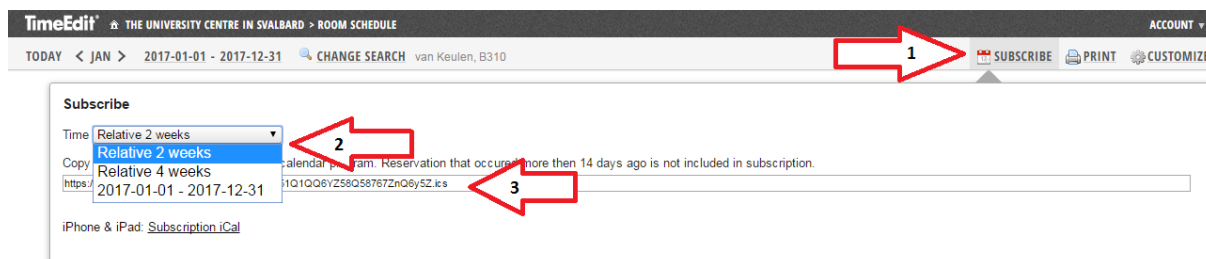 TimeEdit THE UNIVERSITY CENTRE IN SVALBARD > ROOM SCHEDULE ACCOUNT
TODAY < JAN > 2017-01-01 - 2017-12-31 CHANGE SEARCH van Keulen, B310 1 SUBSCRIBE PRINT CUSTOMIZE
Subscribe
Time Relative 2 weeks
2
Relative 2 weeks
Copy alendar program. Reservation that occured more then 14 days ago is not included in subscription.
Relative 4 weeks
https:/ 51Q1QQ6YZ58Q58767ZnQ6y5Z.ics 3
2017-01-01 - 2017-12-31
iPhone & iPad: Subscription iCal